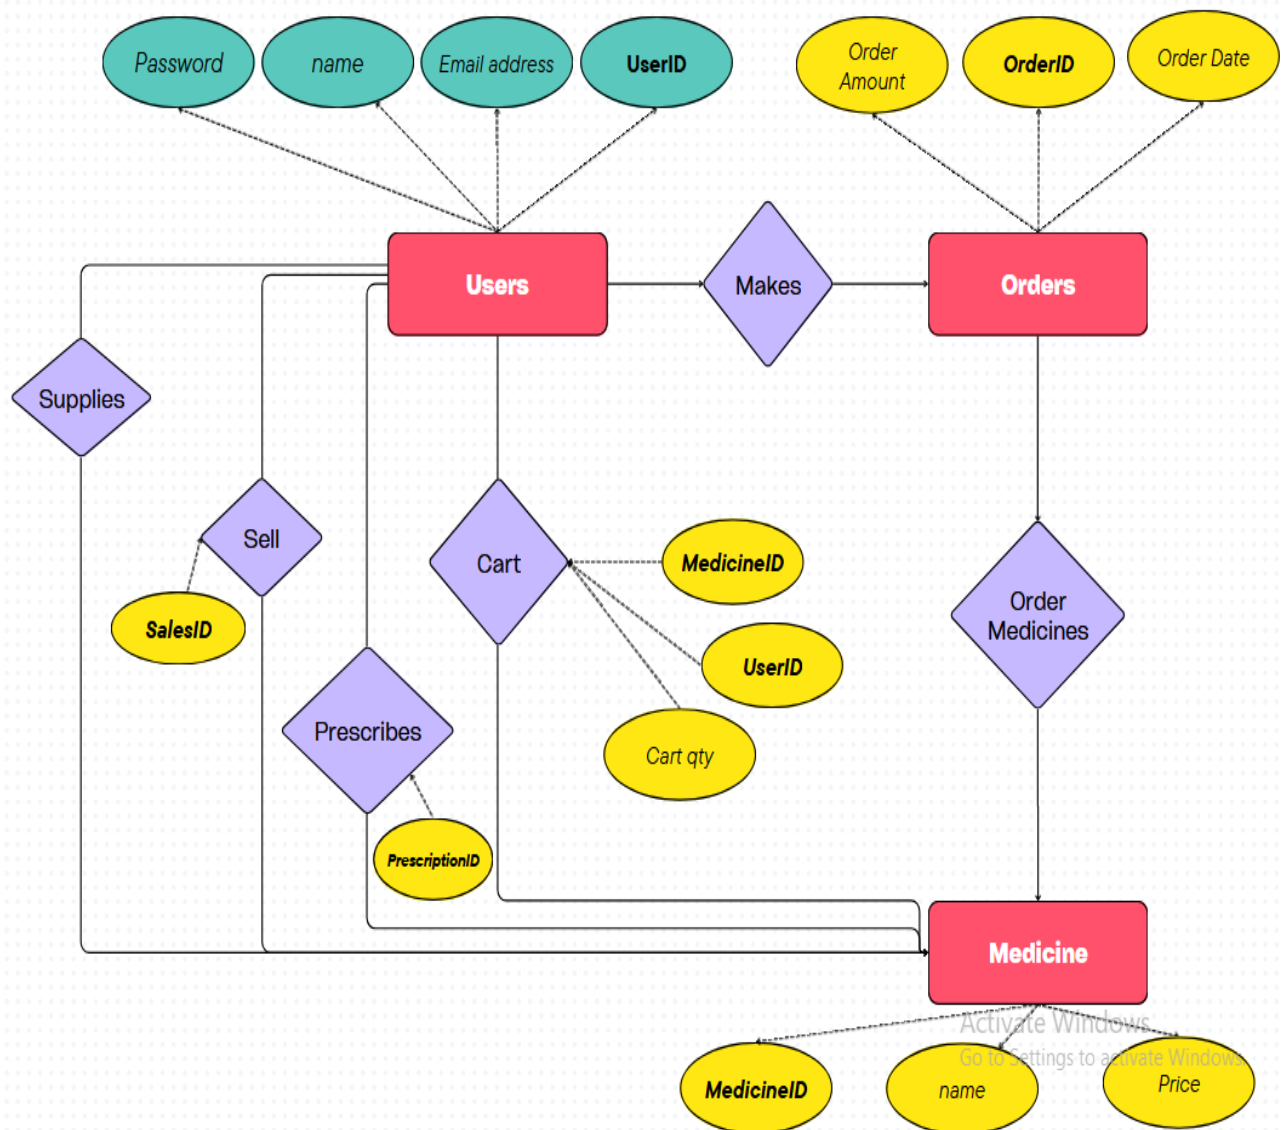 Password
name
Email address
UserID
Order
Amount
OrderID
Order Date
Users
Makes
Orders
Supplies
Sell
Cart
MedicineID
Order
Medicines
SalesID
UserID
Prescribes
Cart qty
PrescriptionID
Medicine
Activate Windows
Go to Settings to activate Windows.
MedicineID
name
Price